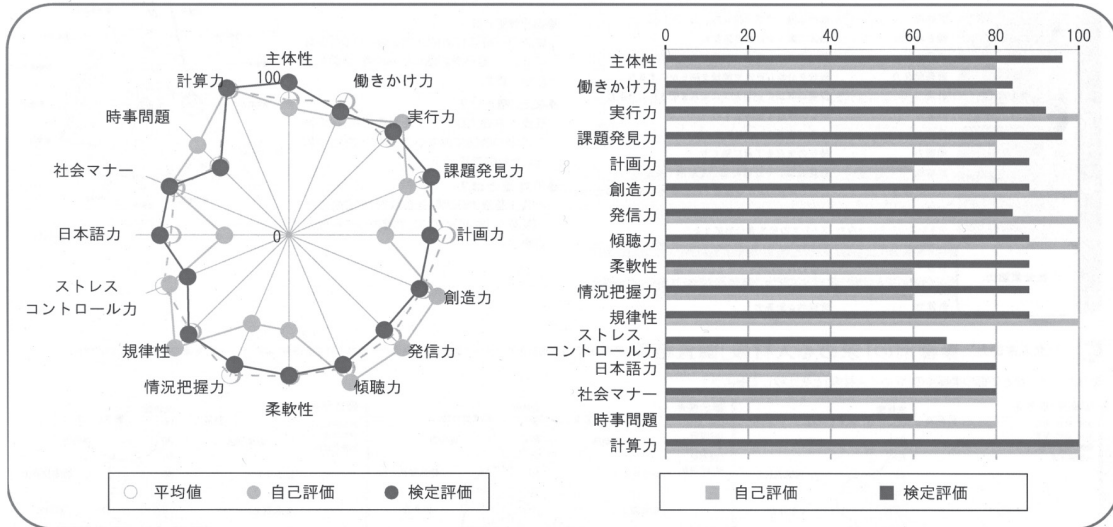 主体性
100
働きかけ力
計算力
実行力
時事問題
課題発見力
社会マナー
日本語力
0
計画力
ストレス
コントロール力
創造力
規律性
発信力
情況把握力
傾聴力
柔軟性
平均値 自己評価 検定評価
0 20 40 60 80 100
主体性
働きかけ力
実行力
課題発見力
計画力
創造力
発信力
傾聴力
柔軟性
情況把握力
規律性
ストレス
コントロール力
日本語力
社会マナー
時事問題
計算力
自己評価 検定評価